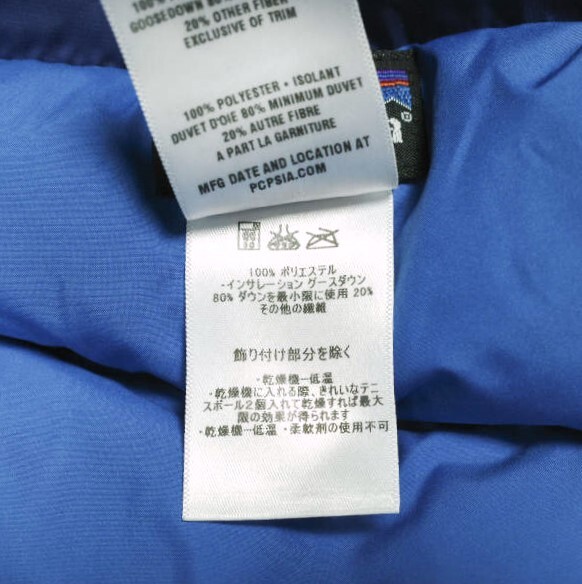 GOOSEDOWN
20% OTHER FIBER
EXCLUSIVE OF TRIM
100% POLYESTER • ISOLANT
DUVET D'OIE 80% MINIMUM DUVET
20% AUTRE FIBRE
A PART LA GARNITURE
MFG DATE AND LOCATION AT
PCPSIA.COM
100% ポリエステル
-インサレーション グースダウン
80% ダウンを最小限に使用 20%
その他の繊維
飾り付け部分を除く
・乾燥機一低温
・乾燥機に入れる際、きれいなテニ
スボール2個入れて乾燥すれば最大
限の効果が得られます
・乾燥機一低温 ・柔軟剤の使用不可